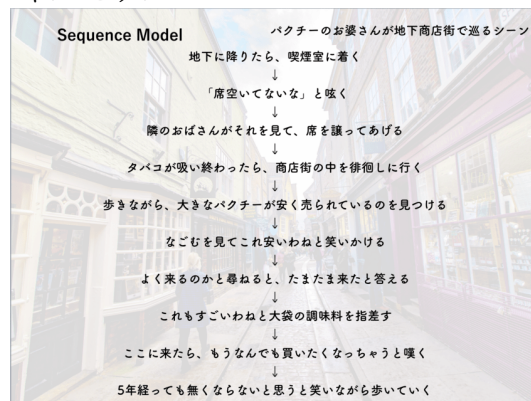 Sequence Model
パクチーのお婆さんが地下商店街で巡るシーン
地下に降りたら、喫煙室に着く
↓
「席空いてないな」と呟く
↓
隣のおばさんがそれを見て、席を譲ってあげる
↓
タバコが吸い終わったら、商店街の中を徘徊しに行く
↓
歩きながら、大きなパクチーが安く売られているのを見つける
↓
なごむを見てこれ安いわねと笑いかける
↓
よく来るのかと尋ねると、たまたま来たと答える
↓
これもすごいわねと大袋の調味料を指差す
↓
ここに来たら、もうなんでも買いたくなっちゃうと嘆く
↓
5年経っても無くならないと思うと笑いながら歩いていく